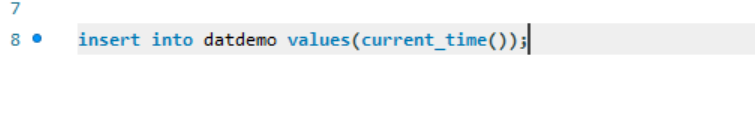 7
8 insert into datdemo values(current_time());